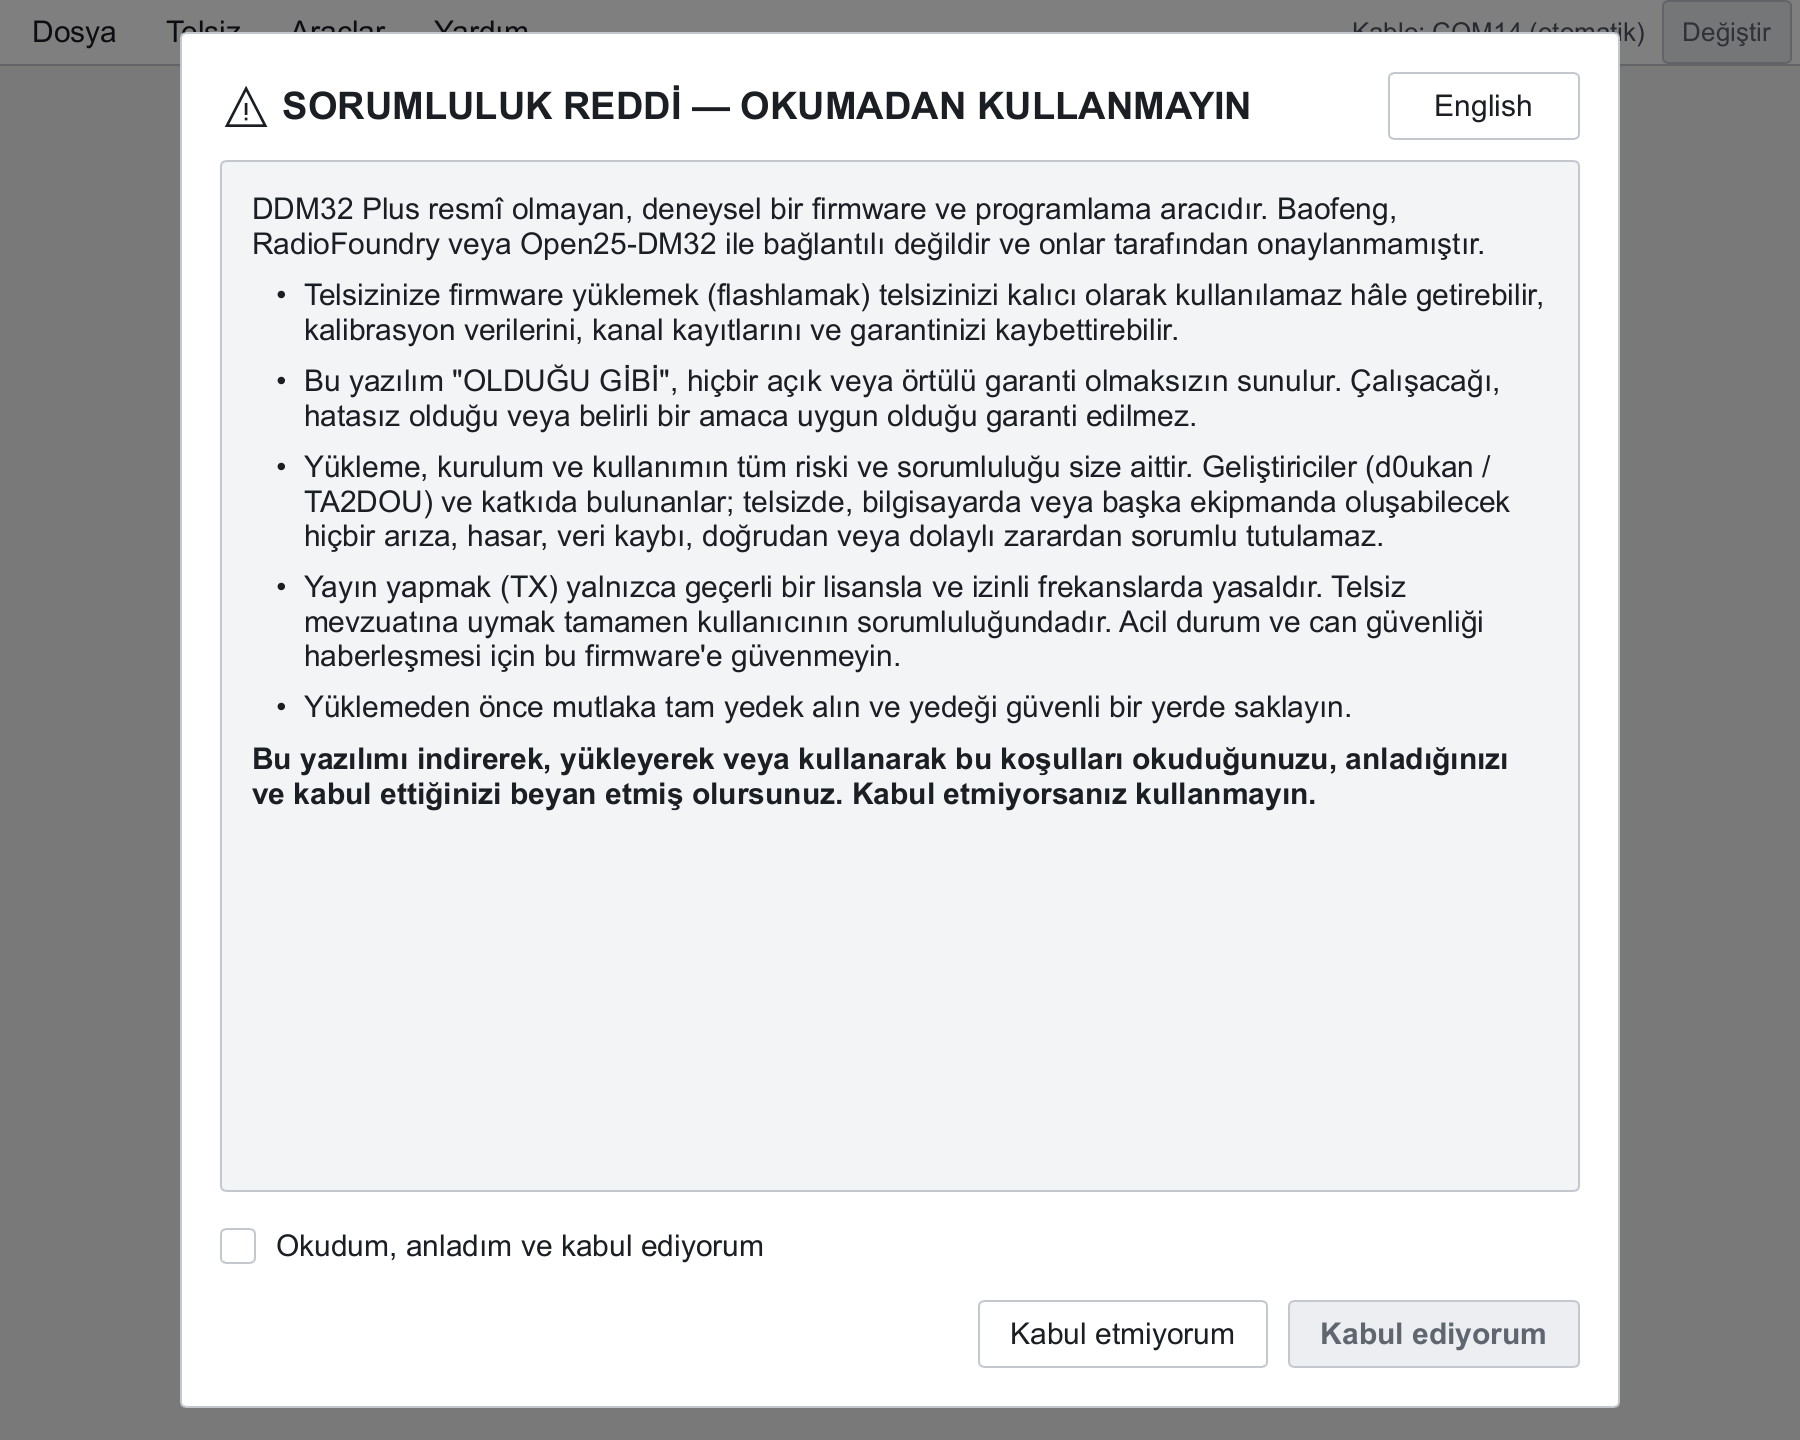 Dosya Telsiz Araçlar Yardım Kablo: COM14 (otomatik) Değiştir
SORUMLULUK REDDİ — OKUMADAN KULLANMAYIN
English
DDM32 Plus resmî olmayan, deneysel bir firmware ve programlama aracıdır. Baofeng,
RadioFoundry veya Open25-DM32 ile bağlantılı değildir ve onlar tarafından onaylanmamıştır.
• Telsizinize firmware yüklemek (flashlamak) telsizinizi kalıcı olarak kullanılamaz hâle getirebilir,
kalibrasyon verilerini, kanal kayıtlarını ve garantinizi kaybettirebilir.
• Bu yazılım "OLDUĞU GİBİ", hiçbir açık veya örtülü garanti olmaksızın sunulur. Çalışacağı,
hatasız olduğu veya belirli bir amaca uygun olduğu garanti edilmez.
• Yükleme, kurulum ve kullanımın tüm riski ve sorumluluğu size aittir. Geliştiriciler (d0ukan /
TA2DOU) ve katkıda bulunanlar; telsizde, bilgisayarda veya başka ekipmanda oluşabilecek
hiçbir arıza, hasar, veri kaybı, doğrudan veya dolaylı zarardan sorumlu tutulamaz.
• Yayın yapmak (TX) yalnızca geçerli bir lisansla ve izinli frekanslarda yasaldır. Telsiz
mevzuatına uymak tamamen kullanıcının sorumluluğundadır. Acil durum ve can güvenliği
haberleşmesi için bu firmware'e güvenmeyin.
• Yüklemeden önce mutlaka tam yedek alın ve yedeği güvenli bir yerde saklayın.
Bu yazılımı indirerek, yükleyerek veya kullanarak bu koşulları okuduğunuzu, anladığınızı
ve kabul ettiğinizi beyan etmiş olursunuz. Kabul etmiyorsanız kullanmayın.
Okudum, anladım ve kabul ediyorum
Kabul etmiyorum
Kabul ediyorum